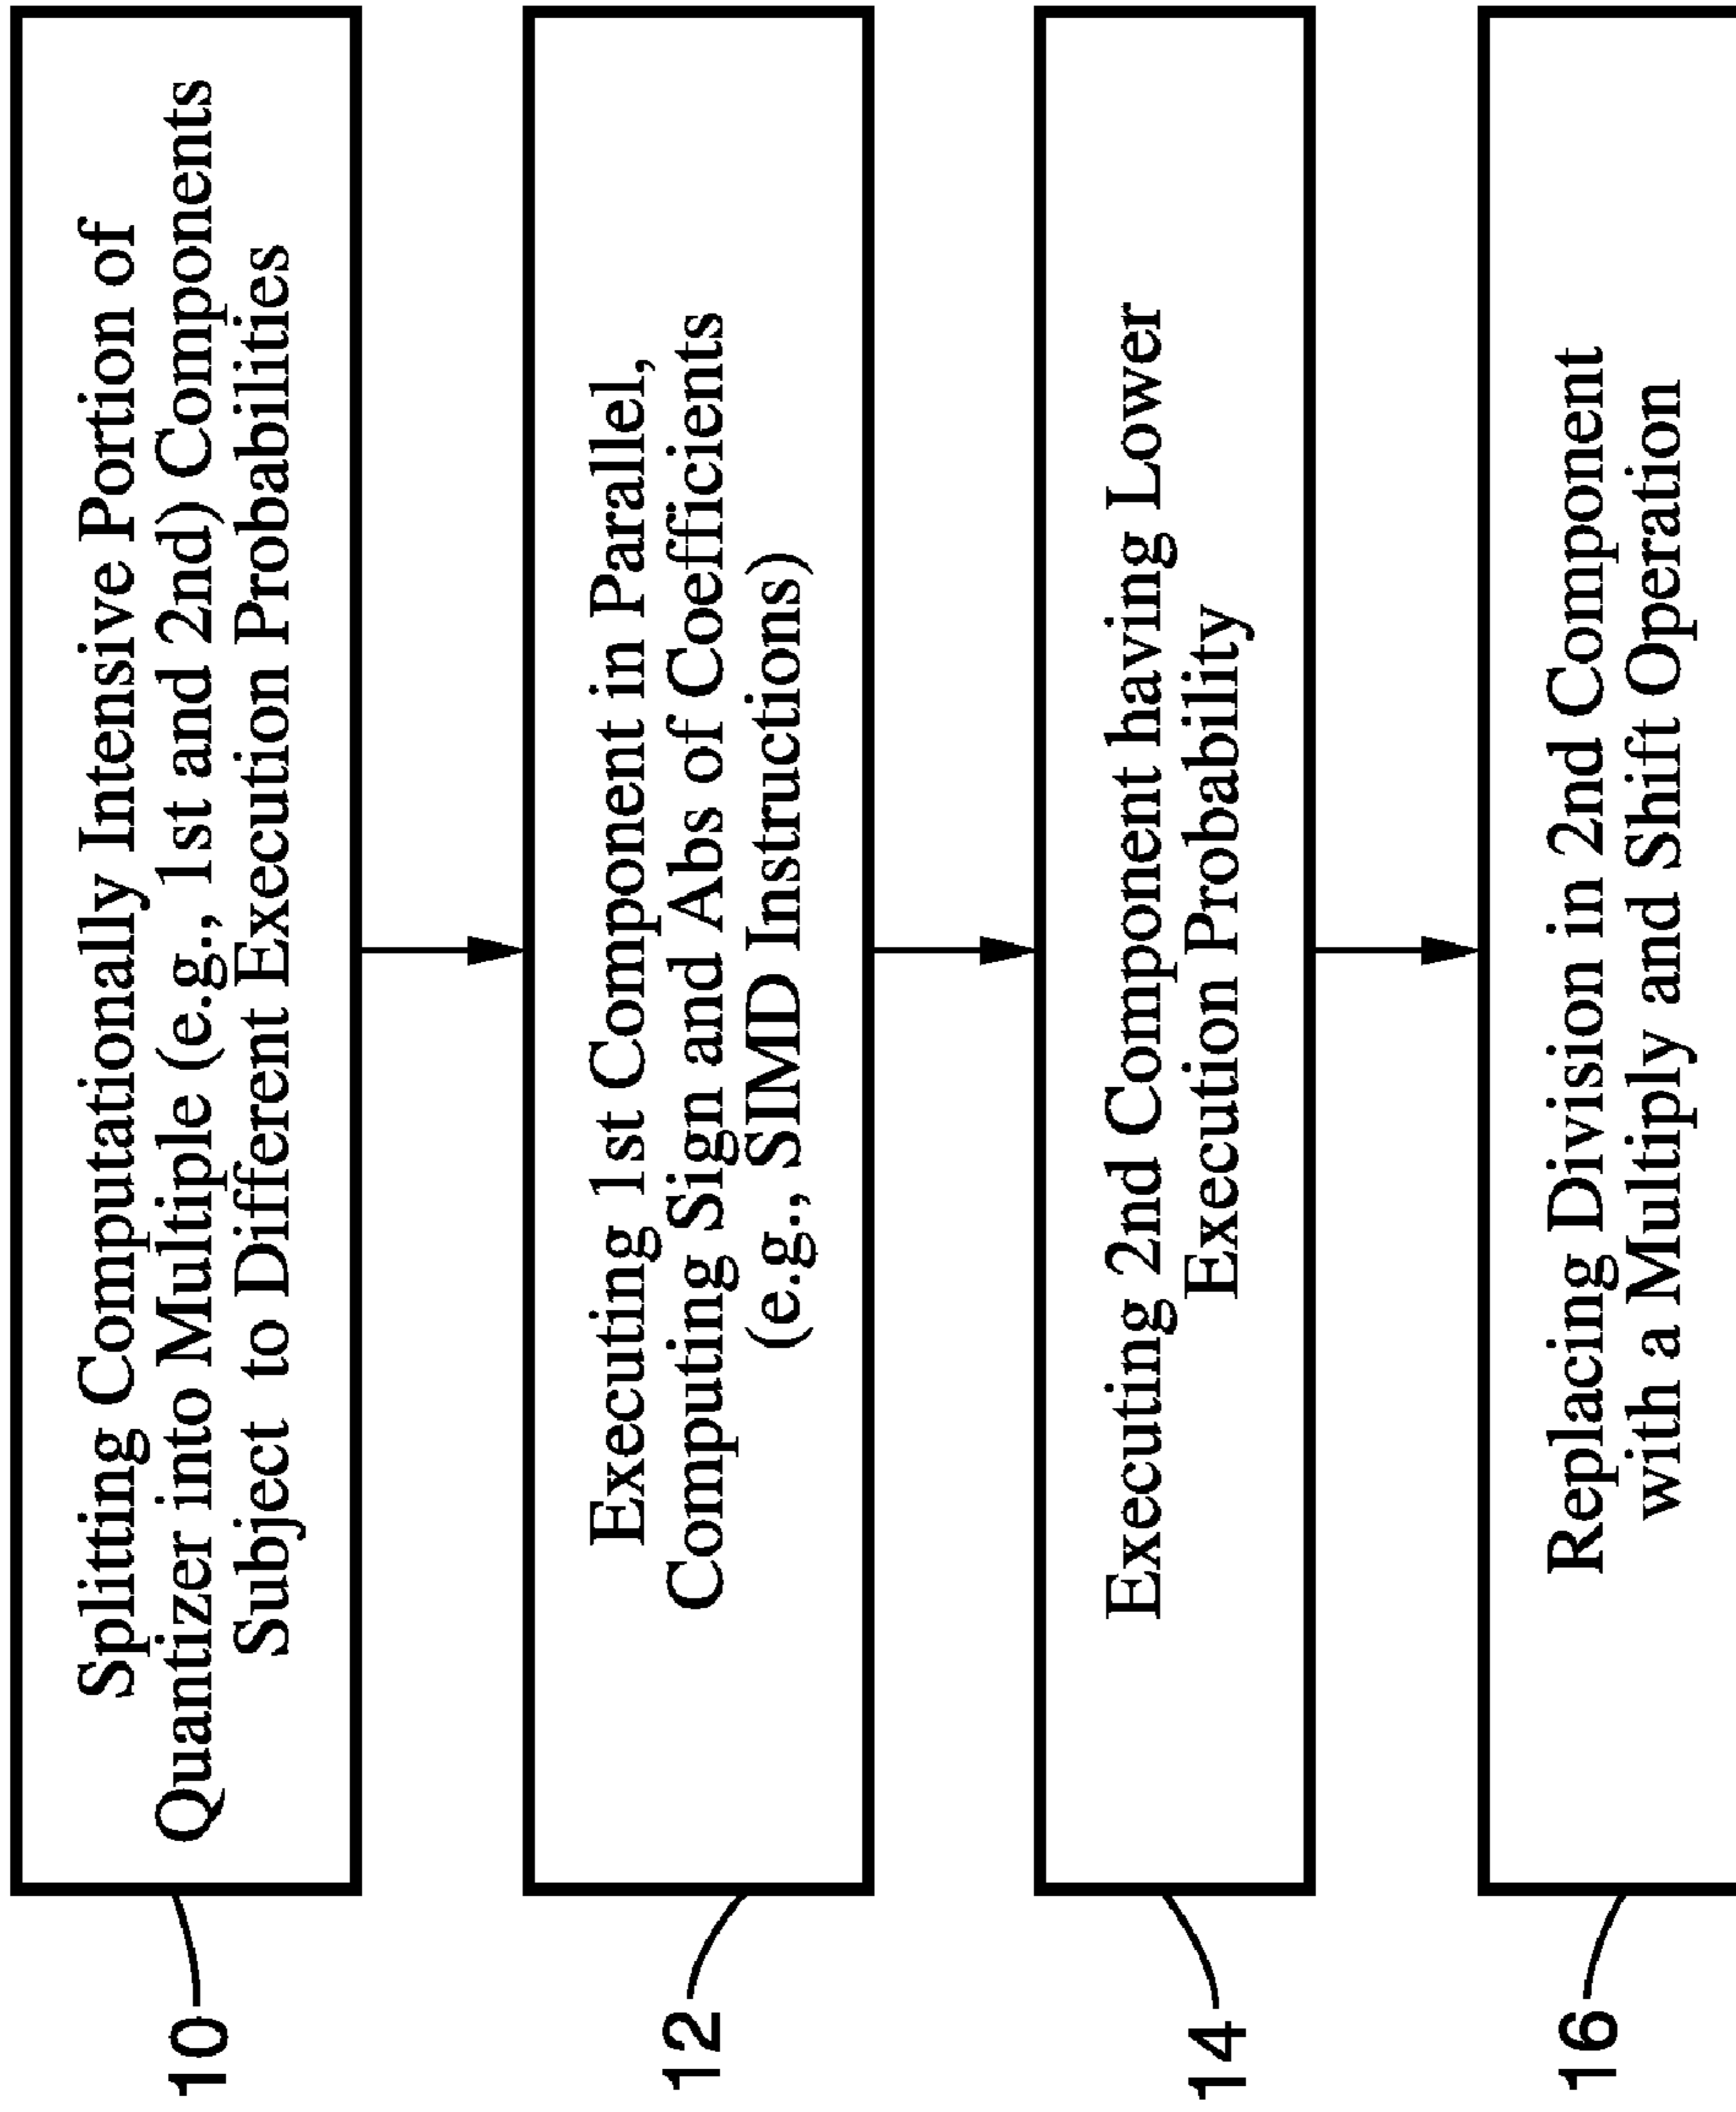 10
Splitting Computationally Intensive Portion of
Quantizer into Multiple (e.g., 1st and 2nd) Components
Subject to Different Execution Probabilities
12
Executing 1st Component in Parallel,
Computing Sign and Abs of Coefficients
(e.g., SIMD Instructions)
14
Executing 2nd Component having Lower
Execution Probability
16
Replacing Division in 2nd Component
with a Multiply and Shift Operation